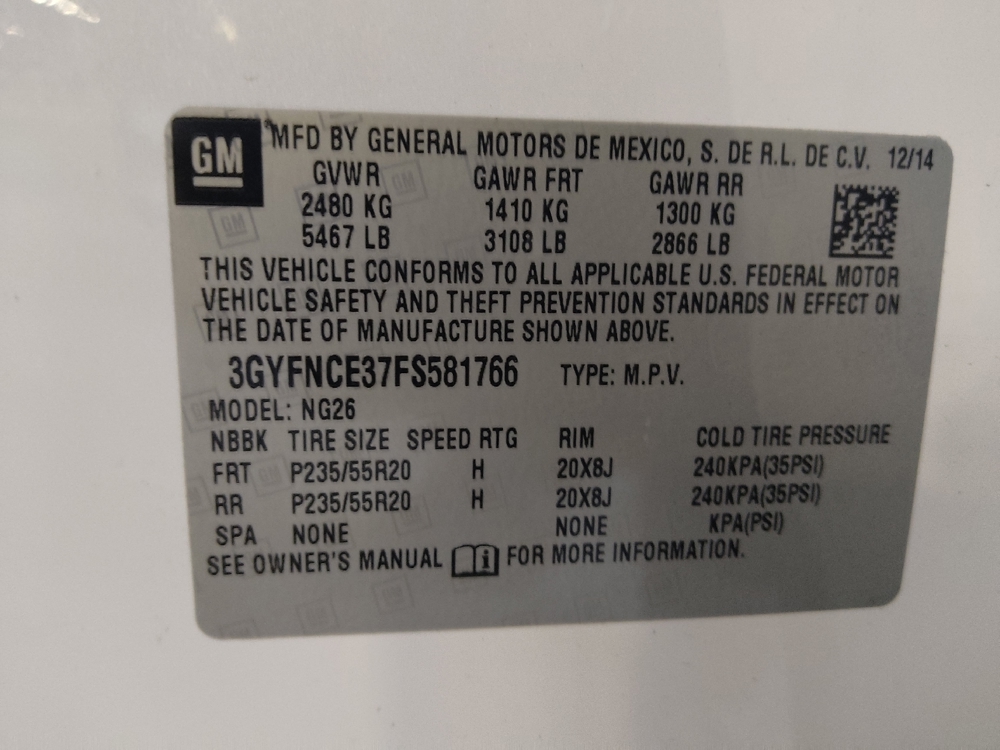 GM
*MFD BY GENERAL MOTORS DE MEXICO, S. DE R.L. DE C.V. 12/14
GVWR GAWR FRT GAWR RR
2480 KG 1410 KG 1300 KG
5467 LB 3108 LB 2866 LB
THIS VEHICLE CONFORMS TO ALL APPLICABLE U.S. FEDERAL MOTOR
VEHICLE SAFETY AND THEFT PREVENTION STANDARDS IN EFFECT ON
THE DATE OF MANUFACTURE SHOWN ABOVE.
3GYFNCE37FS581766 TYPE: M.P.V.
MODEL: NG26
NBBK TIRE SIZE SPEED RTG RIM COLD TIRE PRESSURE
FRT P235/55R20 H 20X8J 240KPA(35PSI)
RR P235/55R20 H 20X8J 240KPA(35PSI)
SPA NONE NONE KPA(PSI)
SEE OWNER'S MANUAL FOR MORE INFORMATION.